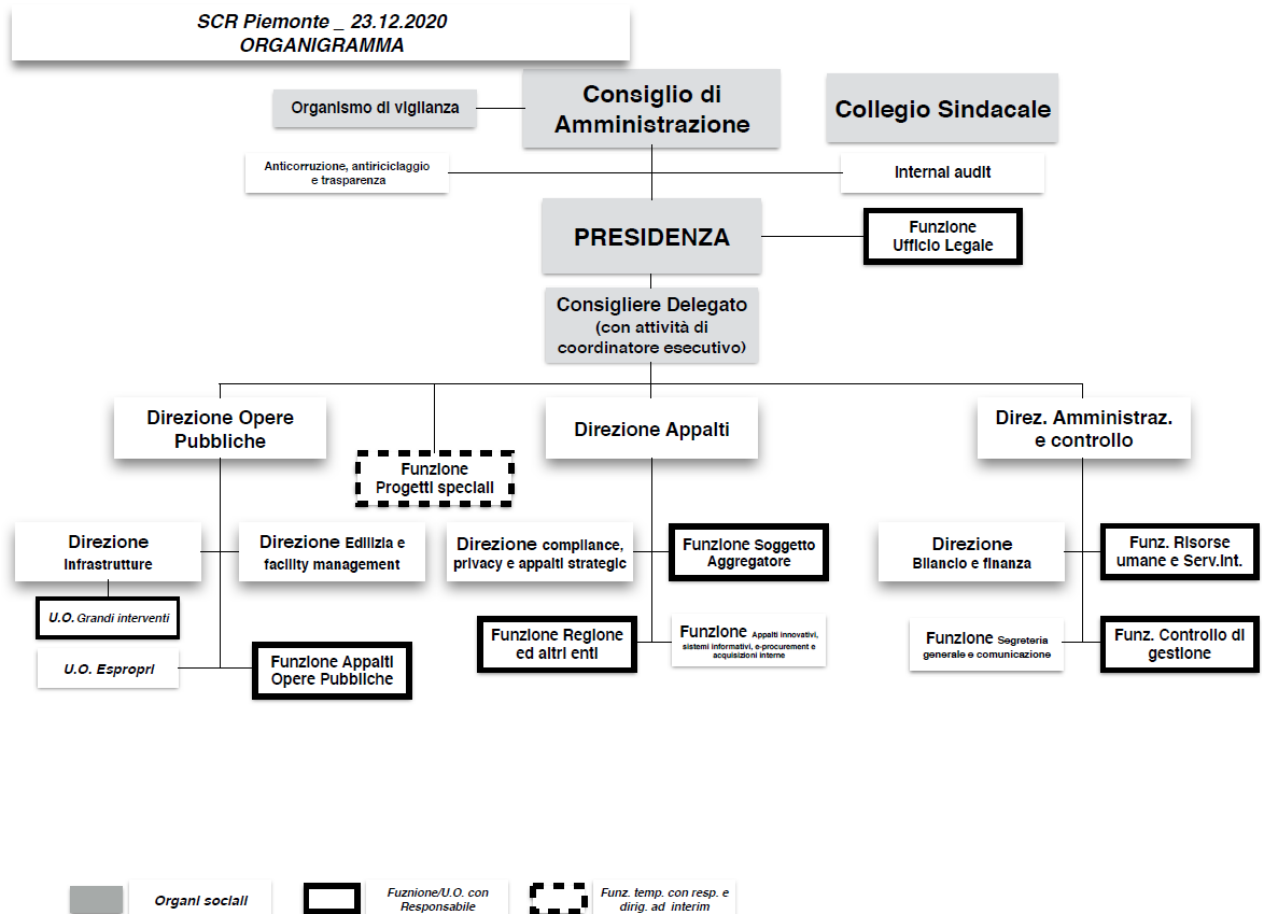 SCR Piemonte _ 23.12.2020
ORGANIGRAMMA
Organismo di vigilanza
Consiglio di
Amministrazione
Collegio Sindacale
Anticorruzione, antiriciclaggio
e trasparenza
Internal audit
PRESIDENZA
Funzione
Ufficio Legale
Consigliere Delegato
(con attività di
coordinatore esecutivo)
Direzione Opere
Pubbliche
Direzione Appalti
Direz. Amministraz.
e controllo
Funzione
Progetti speciali
Direzione
Infrastrutture
Direzione Edilizia e
facility management
Direzione compliance,
privacy e appalti strategic
Funzione Soggetto
Aggregatore
Direzione
Bilancio e finanza
Funz. Risorse
umane e Serv.Int.
U.O. Grandi interventi
U.O. Espropri
Funzione Appalti
Opere Pubbliche
Funzione Regione
ed altri enti
Funzione Appalti innovativi,
sistemi informativi, e-procurement e
acquisizioni interne
Funzione Segreteria
generale e comunicazione
Funz. Controllo di
gestione
Organi sociali
Fuznione/U.O. con
Responsabile
Funz. temp. con resp. e
dirig. ad interim